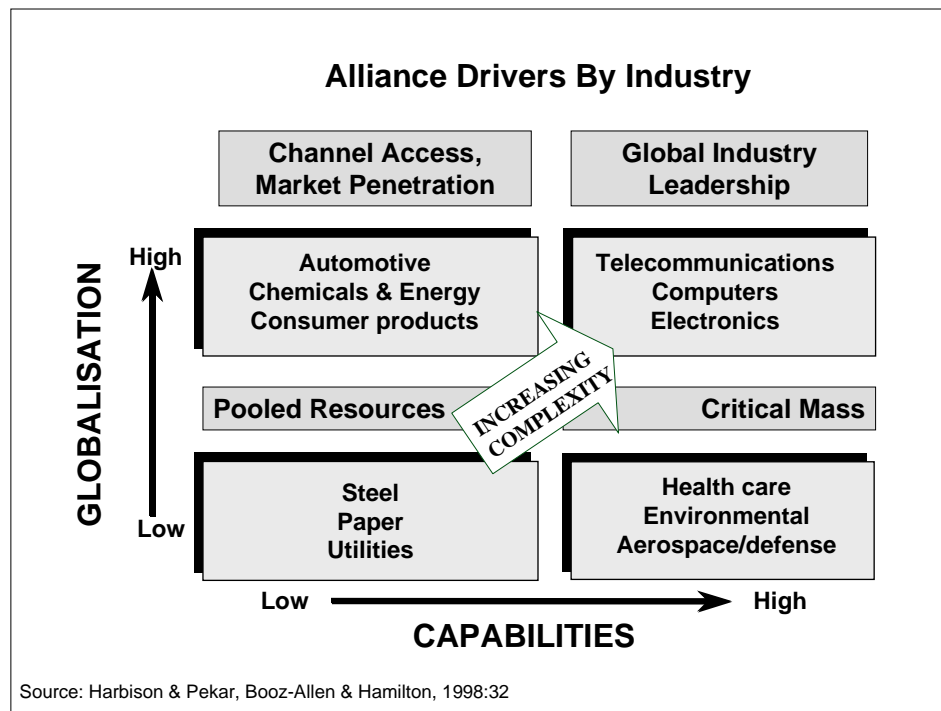 Alliance Drivers By Industry
Channel Access,
Market Penetration
Global Industry
Leadership
GLOBALISATION
High
Automotive
Chemicals & Energy
Consumer products
Telecommunications
Computers
Electronics
INCREASING
COMPLEXITY
Pooled Resources
Critical Mass
Low
Steel
Paper
Utilities
Health care
Environmental
Aerospace/defense
Low
High
CAPABILITIES
Source: Harbison & Pekar, Booz-Allen & Hamilton, 1998:32